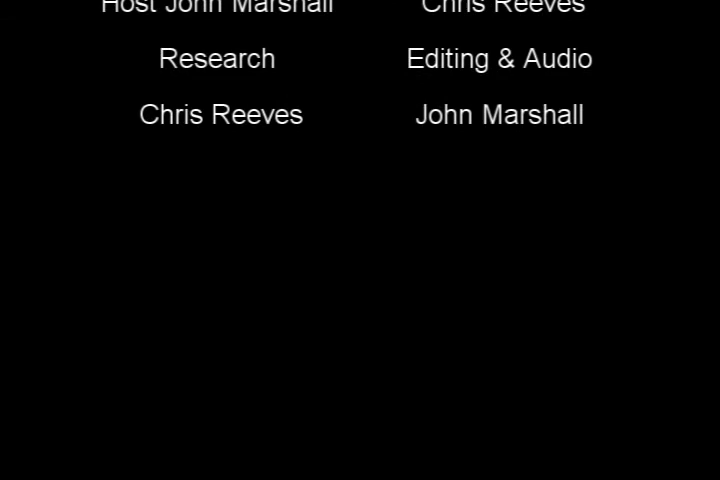 Host John Marshall Chris Reeves
Research Editing & Audio
Chris Reeves John Marshall